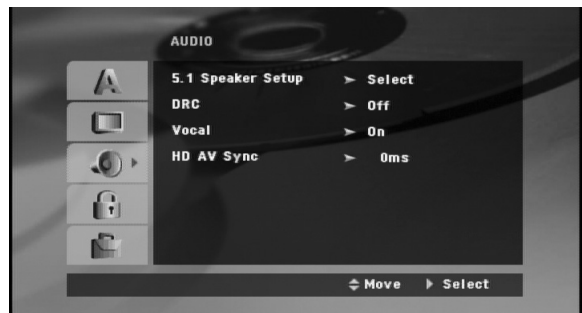 AUDIO
5.1 Speaker Setup ➤ Select
DRC ➤ Off
Vocal ➤ On
HD AV Sync ➤ 0ms
A
Move Select